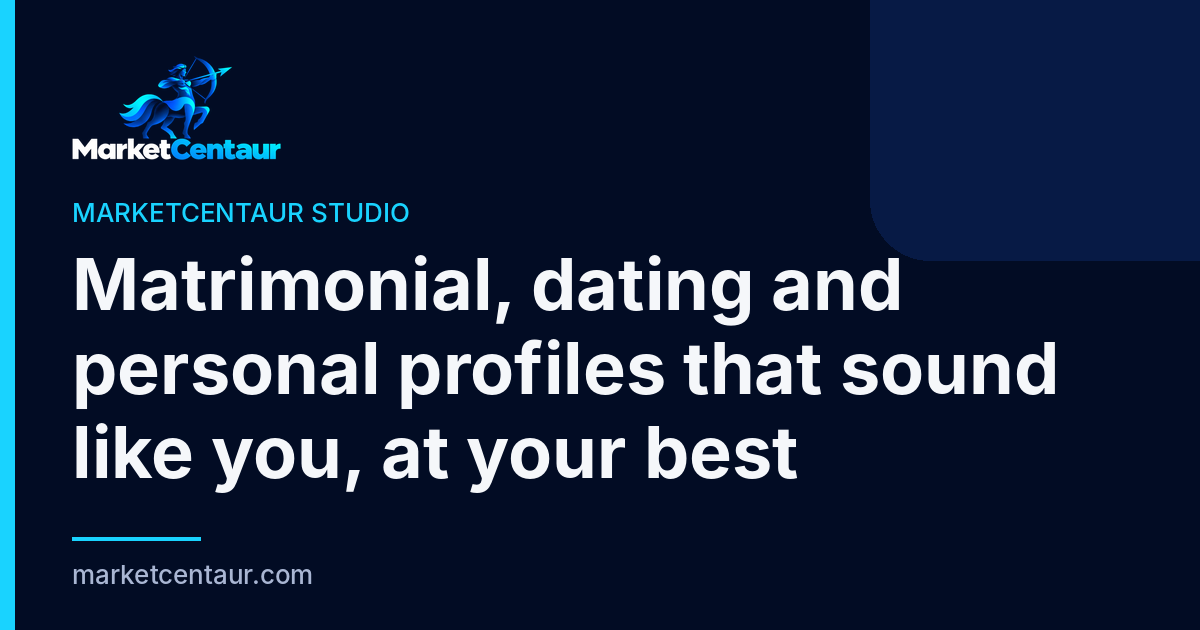 MarketCentaur
MARKETCENTAUR STUDIO
Matrimonial, dating and
personal profiles that sound
like you, at your best
marketcentaur.com